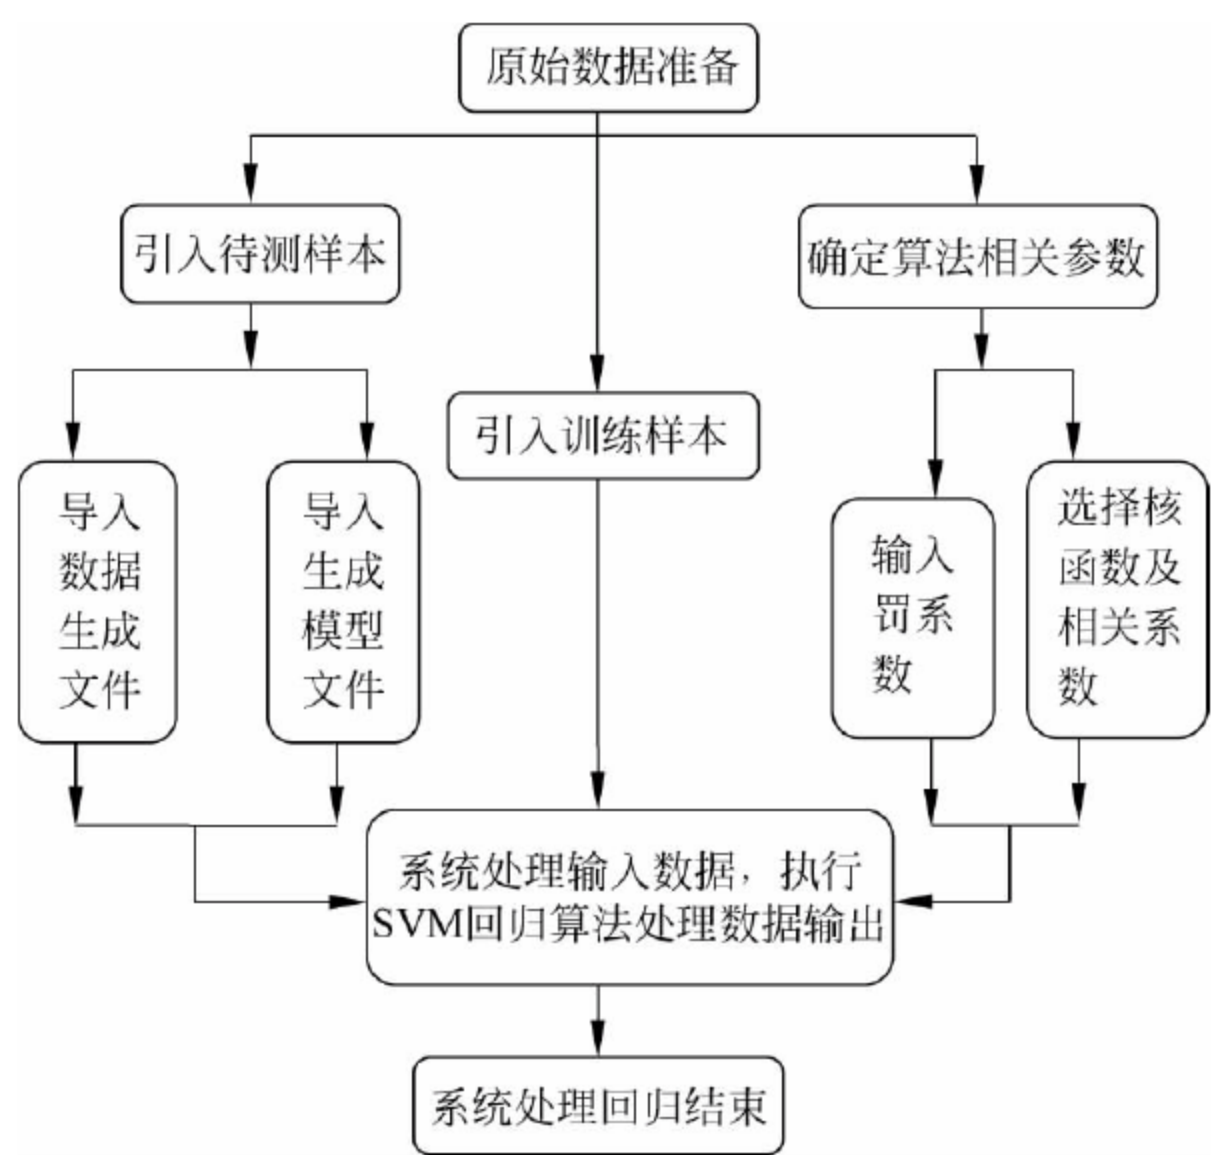 原始数据准备
引入待测样本
确定算法相关参数
引入训练样本
导入
数据
生成
文件
导入
生成
模型
文件
输入
罚系
数
选择核
函数及
相关系
数
系统处理输入数据，执行
SVM回归算法处理数据输出
系统处理回归结束